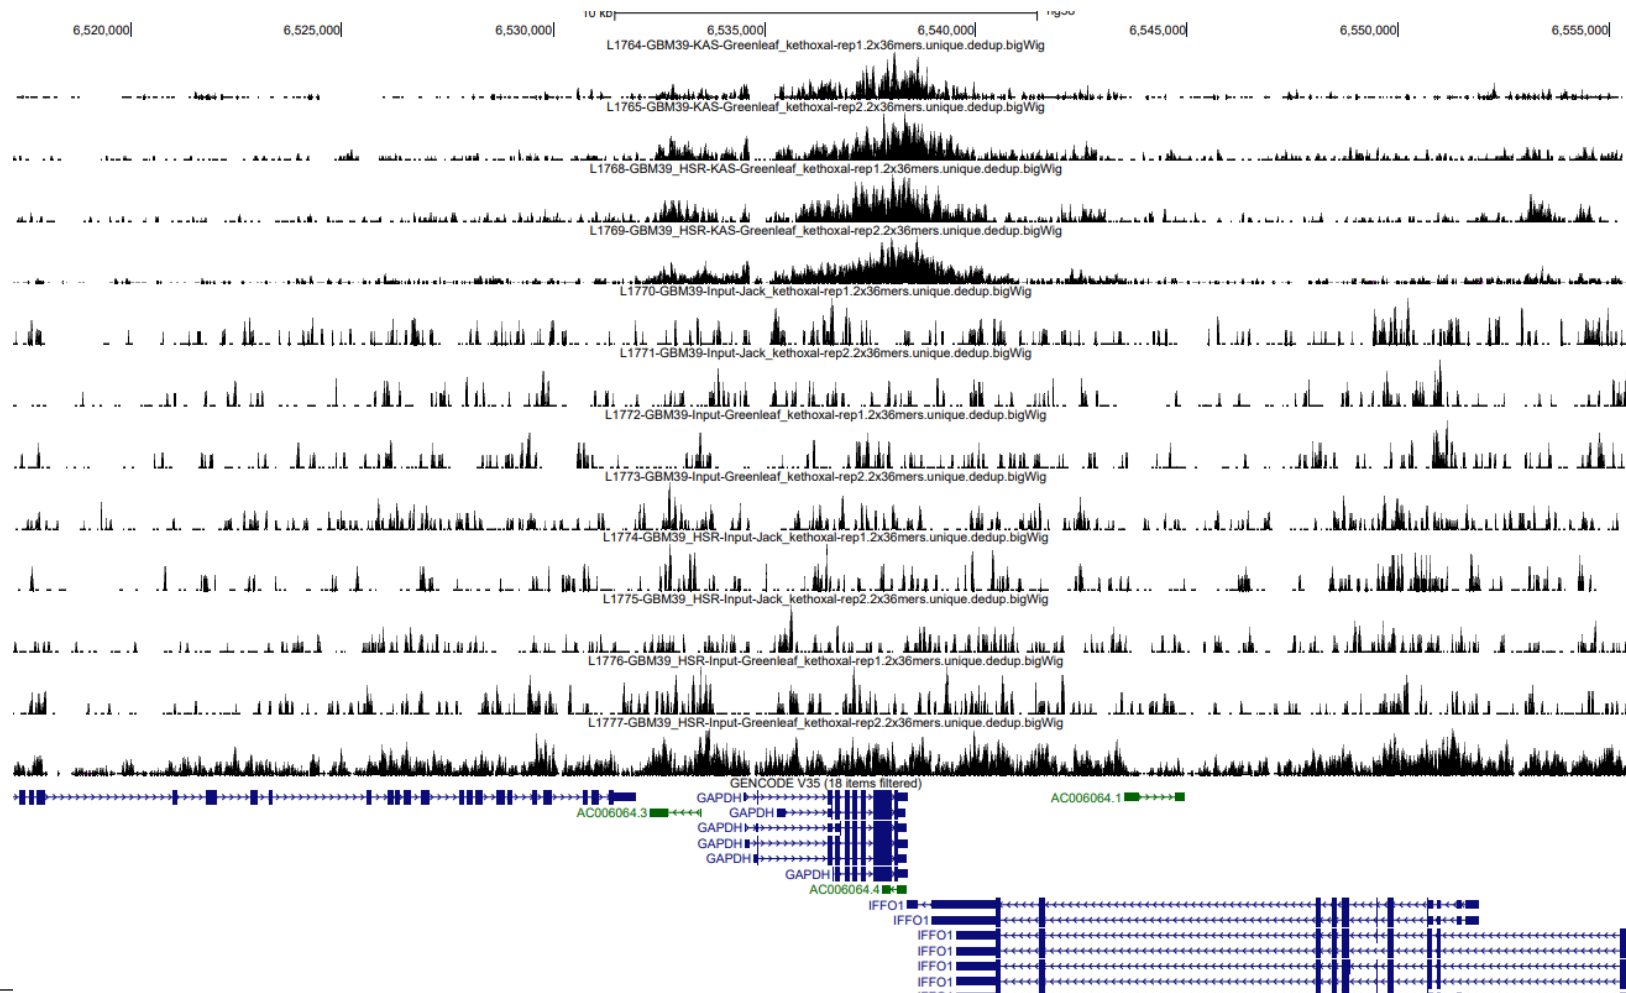 10 kb
6,520,000 6,525,000 6,530,000 6,535,000 6,540,000 6,545,000 6,550,000 6,555,000
L1764-GBM39-KAS-Greenleaf_kethoxal-rep1.2x36mers.unique.dedup.bigWig
L1765-GBM39-KAS-Greenleaf_kethoxal-rep2.2x36mers.unique.dedup.bigWig
L1768-GBM39_HSR-KAS-Greenleaf_kethoxal-rep1.2x36mers.unique.dedup.bigWig
L1769-GBM39_HSR-KAS-Greenleaf_kethoxal-rep2.2x36mers.unique.dedup.bigWig
L1770-GBM39-Input-Jack_kethoxal-rep1.2x36mers.unique.dedup.bigWig
L1771-GBM39-Input-Jack_kethoxal-rep2.2x36mers.unique.dedup.bigWig
L1772-GBM39-Input-Greenleaf_kethoxal-rep1.2x36mers.unique.dedup.bigWig
L1773-GBM39-Input-Greenleaf_kethoxal-rep2.2x36mers.unique.dedup.bigWig
L1774-GBM39_HSR-Input-Jack_kethoxal-rep1.2x36mers.unique.dedup.bigWig
L1775-GBM39_HSR-Input-Jack_kethoxal-rep2.2x36mers.unique.dedup.bigWig
L1776-GBM39_HSR-Input-Greenleaf_kethoxal-rep1.2x36mers.unique.dedup.bigWig
L1777-GBM39_HSR-Input-Greenleaf_kethoxal-rep2.2x36mers.unique.dedup.bigWig
GENCODE V35 (18 items filtered)
GAPDH AC006064.1
AC006064.3 GAPDH
GAPDH
GAPDH
GAPDH
GAPDH
AC006064.4
IFFO1
IFFO1
IFFO1
IFFO1
IFFO1
IFFO1